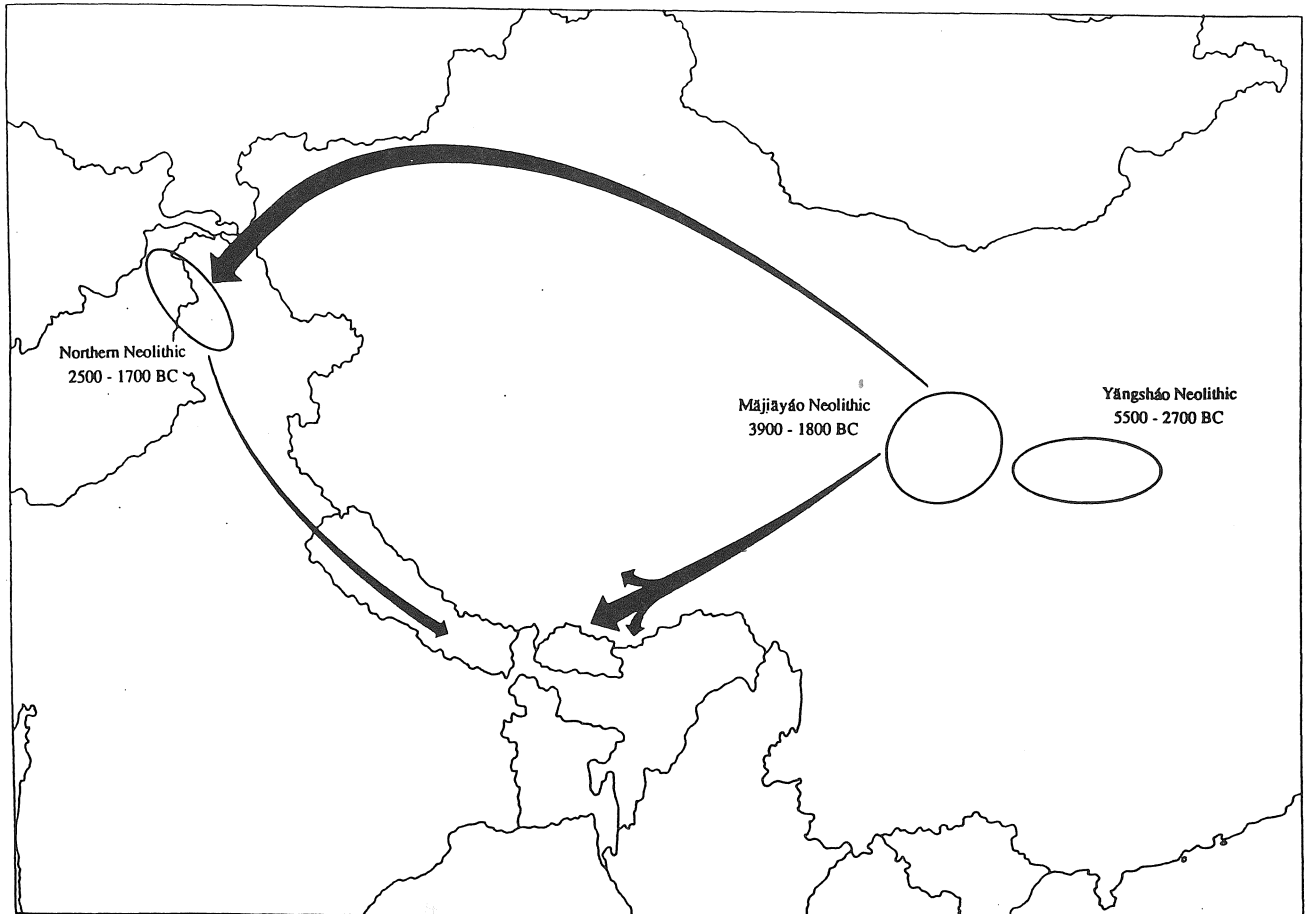 Northern Neolithic
2500 - 1700 BC
Mǎjiāyáo Neolithic
3900 - 1800 BC
Yǎngsháo Neolithic
5500 - 2700 BC